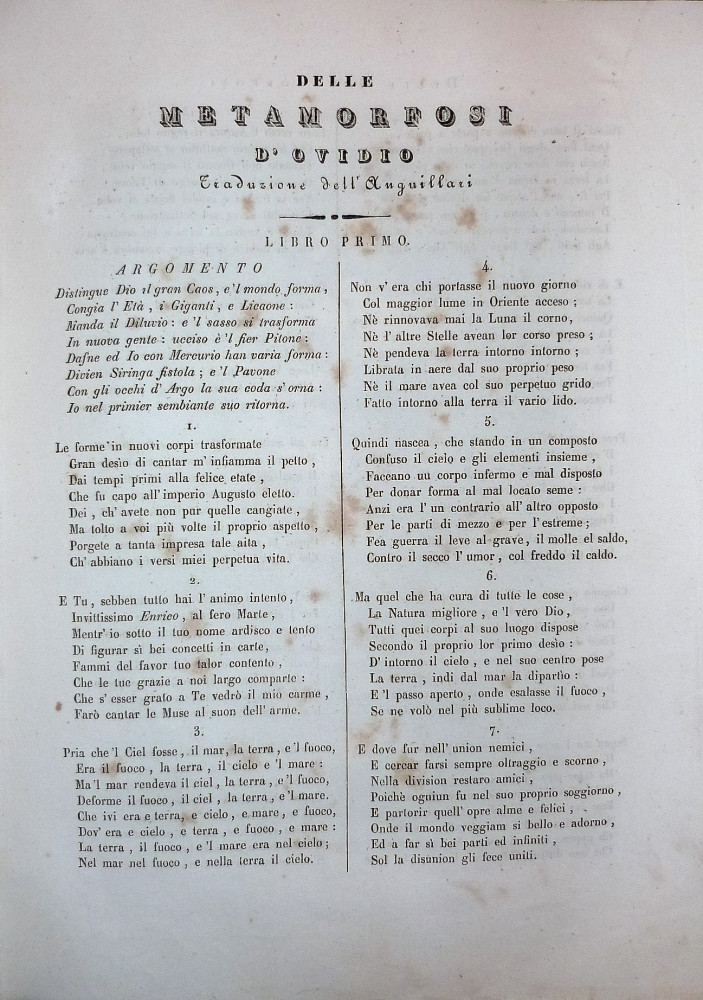 DELLE
METAMORFOSI
D' OVIDIO
Traduzione dell' Anguillari
LIBRO PRIMO.
ARGOMENTO
Distingue Dio il gran Caos, e 'l mondo forma,
Congia l' Età, i Giganti, e Licaone:
Manda il Diluvio: e 'l sasso si trasforma
In nuova gente: ucciso è 'l fier Pitone:
Dafne ed Io con Mercurio han varia forma:
Divien Siringa fistola; e 'l Pavone
Con gli occhi d' Argo la sua coda s' orna:
Io nel primier sembiante suo ritorna.
1.
Le forme in nuovi corpi trasformate
Gran desìo di cantar m' infiamma il petto,
Dai tempi primi alla felice etate,
Che fu capo all' imperio Augusto eletto.
Dei, ch' avete non pur quelle cangiate,
Ma tolto a voi più volte il proprio aspetto,
Porgete a tanta impresa tale aita,
Ch' abbiano i versi miei perpetua vita.
2.
E Tu, sebben tutto hai l' animo intento,
Invittissimo Enrico, al fero Marte,
Mentr' io sotto il tuo nome ardisco e tento
Di figurar sì bei concetti in carte,
Fammi del favor tuo talor contento,
Che le tue grazie a noi largo comparte:
Che s' esser grato a Te vedrò il mio carme,
Farò cantar le Muse al suon dell' arme.
3.
Pria che 'l Ciel fosse, il mar, la terra, e 'l fuoco,
Era il fuoco, la terra, il cielo e 'l mare:
Ma 'l mar rendeva il ciel, la terra, e 'l fuoco,
Deforme il fuoco, il ciel, la terra, e 'l mare.
Che ivi era e terra, e cielo, e mare, e fuoco,
Dov' era e cielo, e terra, e fuoco, e mare:
La terra, il fuoco, e 'l mare era nel cielo;
Nel mar nel fuoco, e nella terra il cielo.
4.
Non v' era chi portasse il nuovo giorno
Col maggior lume in Oriente acceso;
Nè rinnovava mai la Luna il corno,
Nè l' altre Stelle avean lor corso preso;
Nè pendeva la terra intorno intorno;
Librata in aere dal suo proprio peso
Nè il mare avea col suo perpetuo grido
Fatto intorno alla terra il vario lido.
5.
Quindi nascea, che stando in un composto
Confuso il cielo e gli elementi insieme,
Faceano uu corpo infermo e mal disposto
Per donar forma al mal locato seme:
Anzi era l' un contrario all' altro opposto
Per le parti di mezzo e per l' estreme;
Fea guerra il leve al grave, il molle el saldo,
Contro il secco l' umor, col freddo il caldo.
6.
Ma quel che ha cura di tutte le cose,
La Natura migliore, e 'l vero Dio,
Tutti quei corpi al suo luogo dispose
Secondo il proprio lor primo desìo:
D' intorno il cielo, e nel suo centro pose
La terra, indi dal mar la dipartìo:
E 'l passo aperto, onde esalasse il fuoco,
Se ne volò nel più sublime loco.
7.
E dove fur nell' union nemici,
E cercar farsi sempre oltraggio e scorno,
Nella division restaro amici,
Poichè ogniun fu nel suo proprio soggiorno,
E partorir quell' opre alme e felici,
Onde il mondo veggiam si bello e adorno,
Ed a far sì bei parti ed infiniti,
Sol la disunion gli fece uniti.